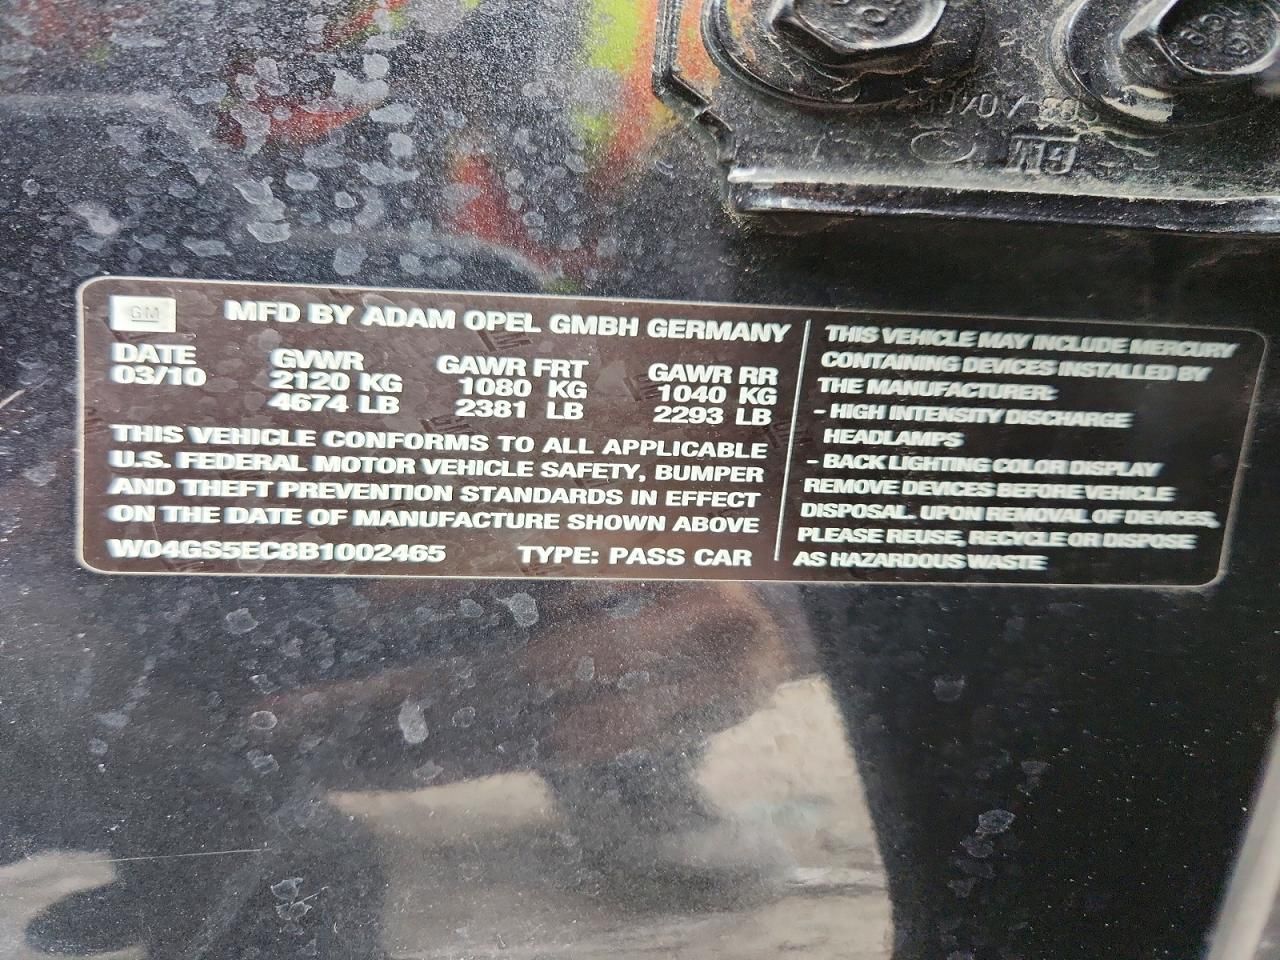 GM
MFD BY ADAM OPEL GMBH GERMANY
DATE GVWR GAWR FRT GAWR RR
03/10 2120 KG 1080 KG 1040 KG
4674 LB 2381 LB 2293 LB
THIS VEHICLE CONFORMS TO ALL APPLICABLE
U.S. FEDERAL MOTOR VEHICLE SAFETY, BUMPER
AND THEFT PREVENTION STANDARDS IN EFFECT
ON THE DATE OF MANUFACTURE SHOWN ABOVE
W04GS5EC8B1002465 TYPE: PASS CAR
THIS VEHICLE MAY INCLUDE MERCURY
CONTAINING DEVICES INSTALLED BY
THE MANUFACTURER:
- HIGH INTENSITY DISCHARGE
HEADLAMPS
- BACK LIGHTING COLOR DISPLAY
REMOVE DEVICES BEFORE VEHICLE
DISPOSAL. UPON REMOVAL OF DEVICES,
PLEASE REUSE, RECYCLE OR DISPOSE
AS HAZARDOUS WASTE
GM